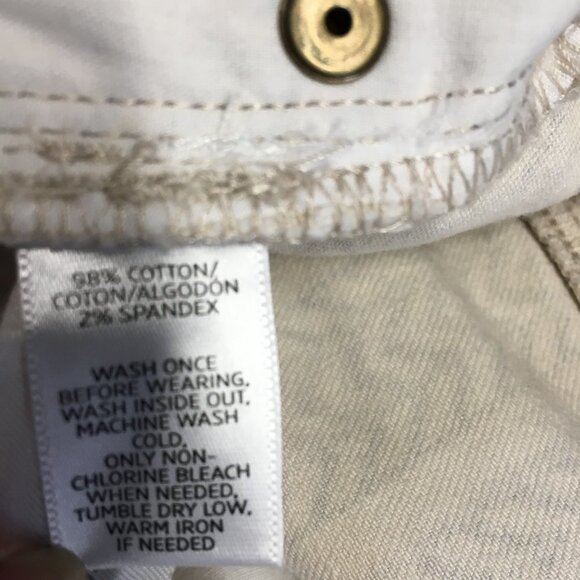 98% COTTON/
COTON/ALGODÓN
2% SPANDEX
WASH ONCE
BEFORE WEARING.
WASH INSIDE OUT.
MACHINE WASH
COLD.
ONLY NON-
CHLORINE BLEACH
WHEN NEEDED.
TUMBLE DRY LOW.
WARM IRON
IF NEEDED